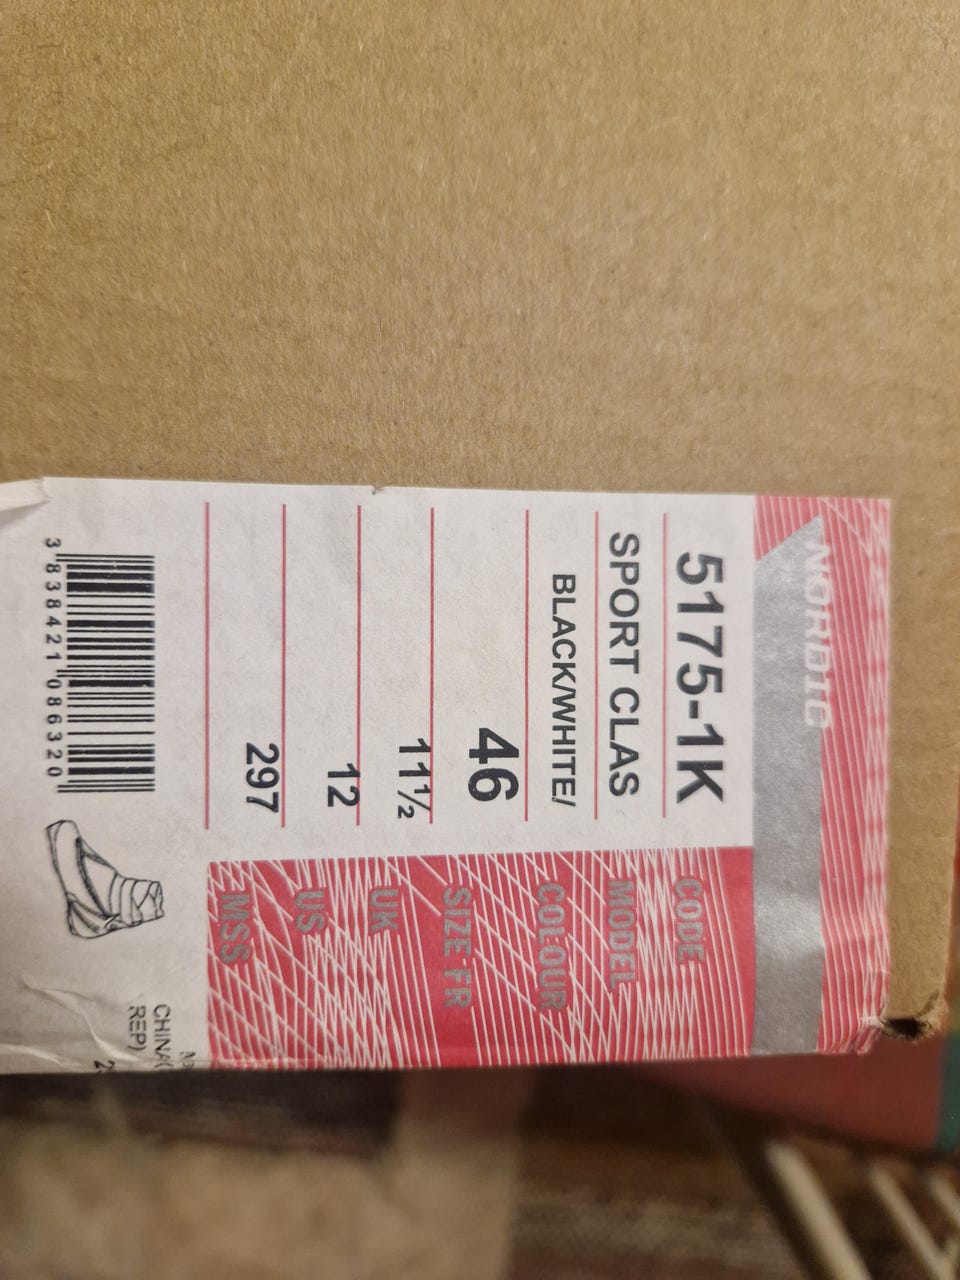 NORDIC
CODE 5175-1K
MODEL SPORT CLAS
COLOUR BLACK/WHITE/
SIZE FR 46
UK 11½
US 12
MSS 297
CHINA(
REP)
3 838421 086320